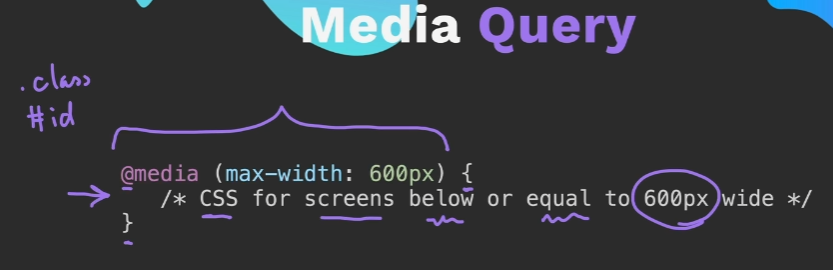 Media Query
.class
#id
@media (max-width: 600px) {
/* CSS for screens below or equal to 600px wide */
}